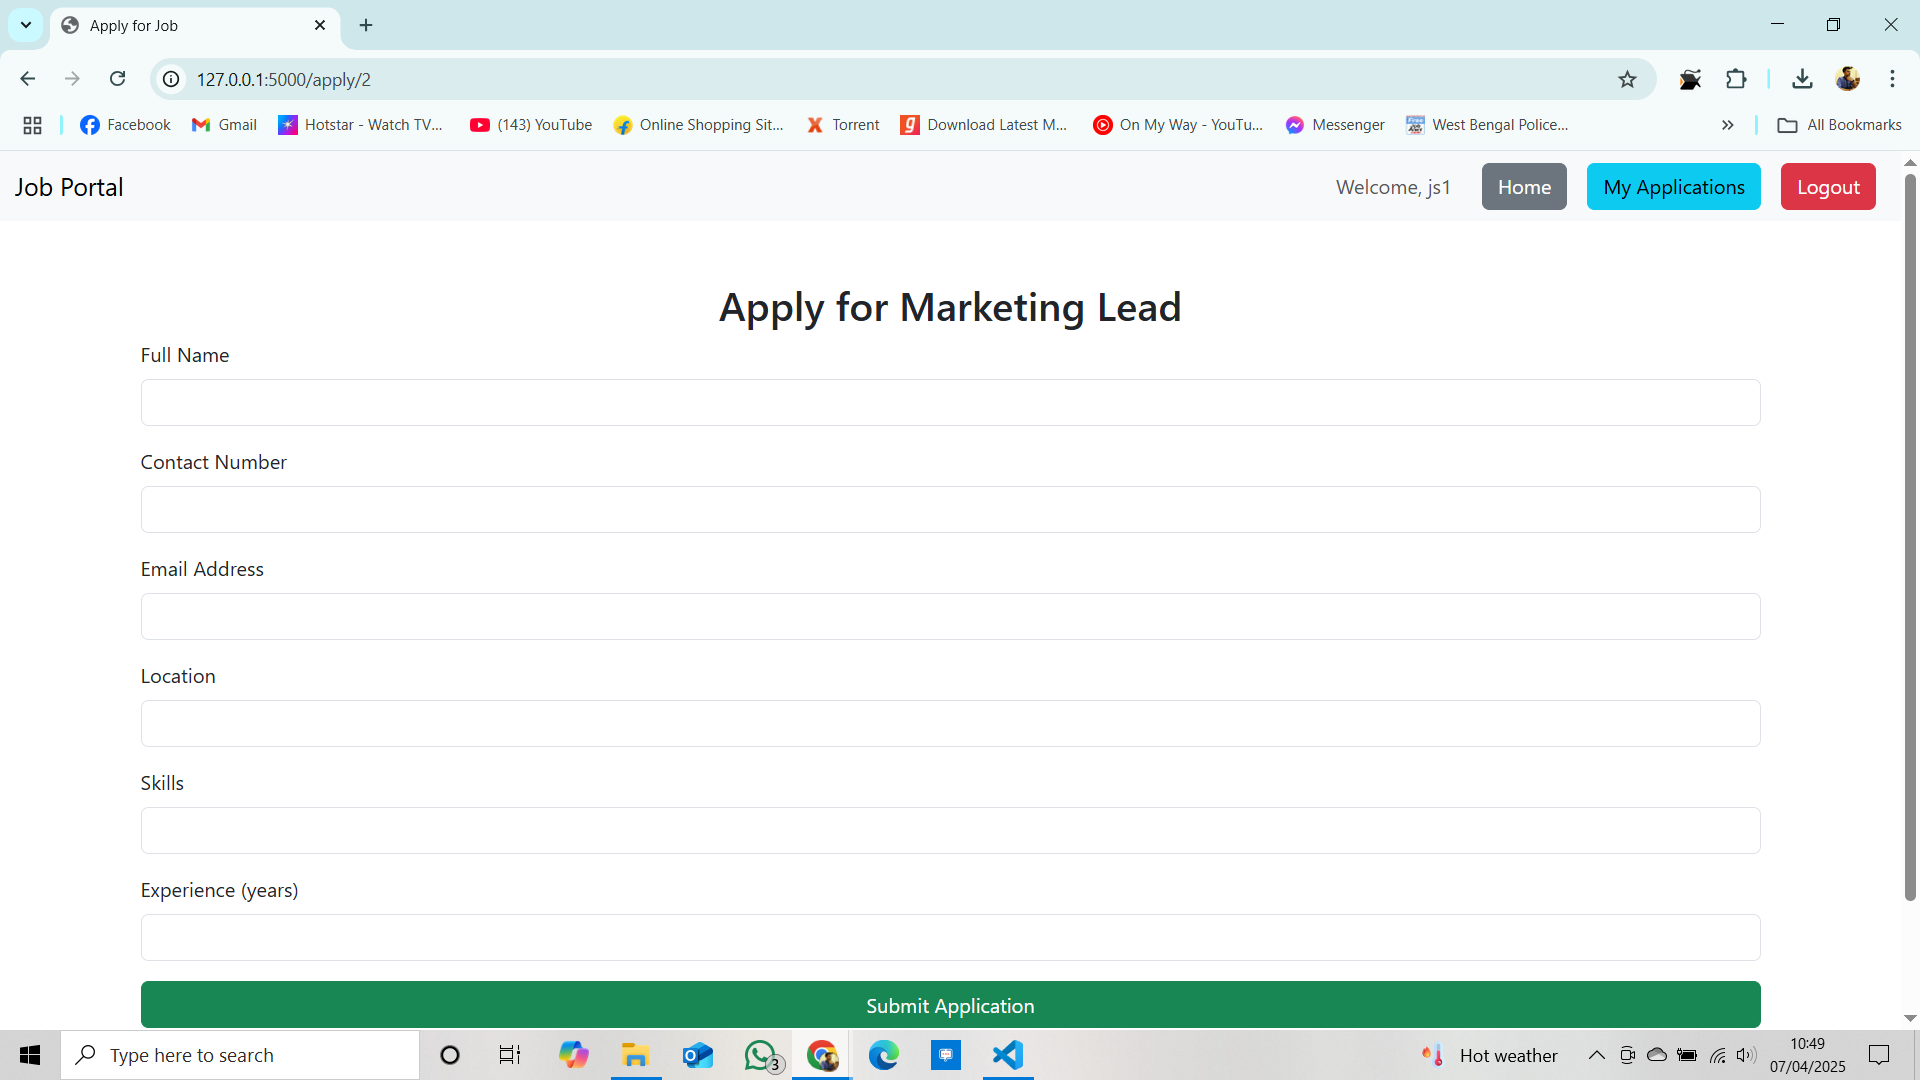 Apply for Job
127.0.0.1:5000/apply/2
Facebook
Gmail
Hotstar - Watch TV...
(143) YouTube
Online Shopping Sit...
Torrent
Download Latest M...
On My Way - YouTu...
Messenger
West Bengal Police...
All Bookmarks
Job Portal
Welcome, js1
Home
My Applications
Logout
Apply for Marketing Lead
Full Name
Contact Number
Email Address
Location
Skills
Experience (years)
Submit Application
Type here to search
3
Hot weather
10:49
07/04/2025